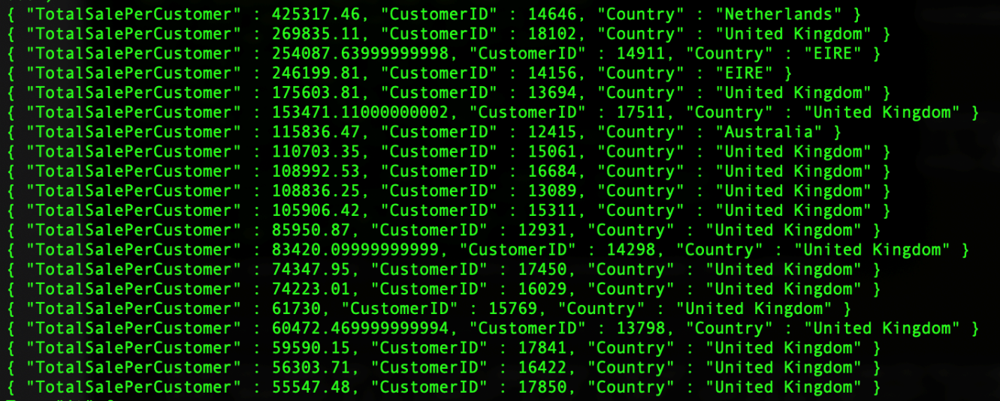 { "TotalSalePerCustomer" : 425317.46, "CustomerID" : 14646, "Country" : "Netherlands" }
{ "TotalSalePerCustomer" : 269835.11, "CustomerID" : 18102, "Country" : "United Kingdom" }
{ "TotalSalePerCustomer" : 254087.63999999998, "CustomerID" : 14911, "Country" : "EIRE" }
{ "TotalSalePerCustomer" : 246199.81, "CustomerID" : 14156, "Country" : "EIRE" }
{ "TotalSalePerCustomer" : 175603.81, "CustomerID" : 13694, "Country" : "United Kingdom" }
{ "TotalSalePerCustomer" : 153471.11000000002, "CustomerID" : 17511, "Country" : "United Kingdom" }
{ "TotalSalePerCustomer" : 115836.47, "CustomerID" : 12415, "Country" : "Australia" }
{ "TotalSalePerCustomer" : 110703.35, "CustomerID" : 15061, "Country" : "United Kingdom" }
{ "TotalSalePerCustomer" : 108992.53, "CustomerID" : 16684, "Country" : "United Kingdom" }
{ "TotalSalePerCustomer" : 108836.25, "CustomerID" : 13089, "Country" : "United Kingdom" }
{ "TotalSalePerCustomer" : 105906.42, "CustomerID" : 15311, "Country" : "United Kingdom" }
{ "TotalSalePerCustomer" : 85950.87, "CustomerID" : 12931, "Country" : "United Kingdom" }
{ "TotalSalePerCustomer" : 83420.09999999999, "CustomerID" : 14298, "Country" : "United Kingdom" }
{ "TotalSalePerCustomer" : 74347.95, "CustomerID" : 17450, "Country" : "United Kingdom" }
{ "TotalSalePerCustomer" : 74223.01, "CustomerID" : 16029, "Country" : "United Kingdom" }
{ "TotalSalePerCustomer" : 61730, "CustomerID" : 15769, "Country" : "United Kingdom" }
{ "TotalSalePerCustomer" : 60472.469999999994, "CustomerID" : 13798, "Country" : "United Kingdom" }
{ "TotalSalePerCustomer" : 59590.15, "CustomerID" : 17841, "Country" : "United Kingdom" }
{ "TotalSalePerCustomer" : 56303.71, "CustomerID" : 16422, "Country" : "United Kingdom" }
{ "TotalSalePerCustomer" : 55547.48, "CustomerID" : 17850, "Country" : "United Kingdom" }